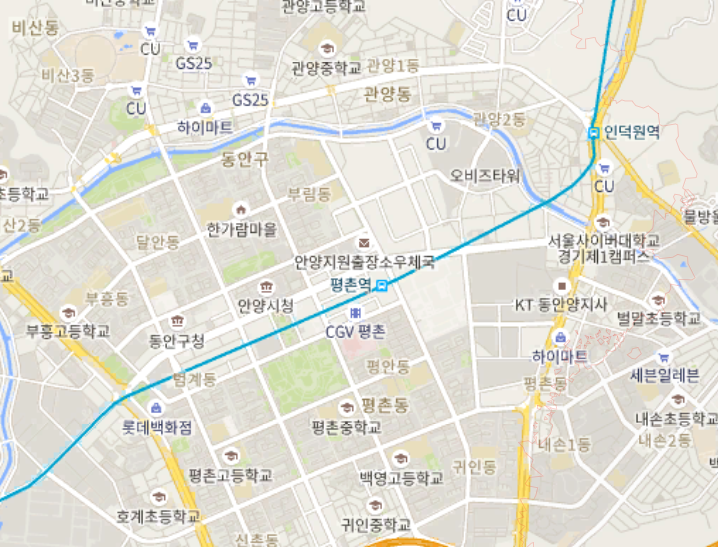 비산동
관양고등학교
CU
CU
GS25
관양중학교
관양1동
비산3동
GS25
관양동
CU
하이마트
관양2동
CU
인덕원역
동안구
오비즈타워
CU
초등학교
부림동
산2동
한가람마을
달안동
서울사이버대학교
경기제1캠퍼스
안양지원출장소우체국
평촌역
교
부흥동
안양시청
KT 동안양지사
벌말초등학교
부흥고등학교
동안구청
CGV 평촌
하이마트
세븐일레븐
평안동
범계동
평촌동
평촌동
롯데백화점
평촌중학교
내손초등학교
내손1동
내손2동
평촌고등학교
백영고등학교
귀인동
호계초등학교
귀인중학교
신촌동